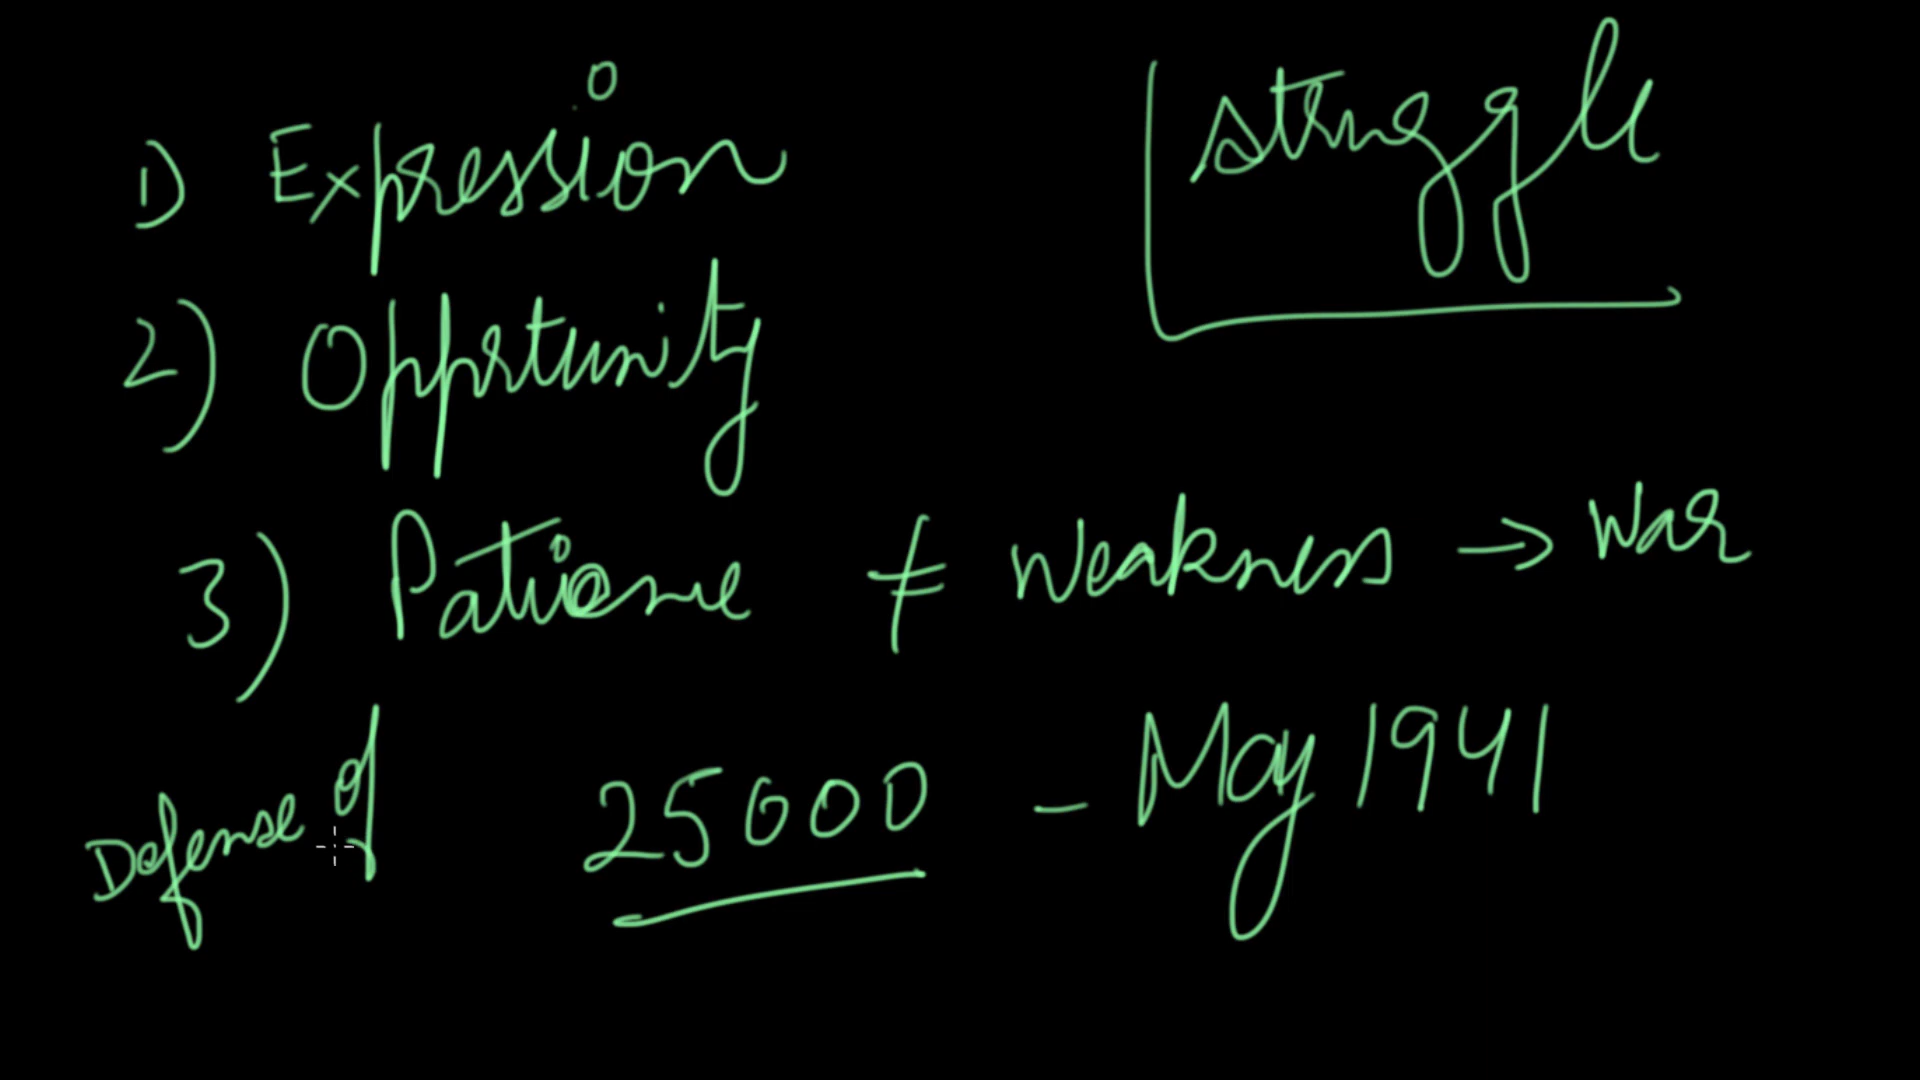 1) Expression
struggle
2) Opportunity
3) Patience ≠ weakness → war
Defense of 25000 - May 1941